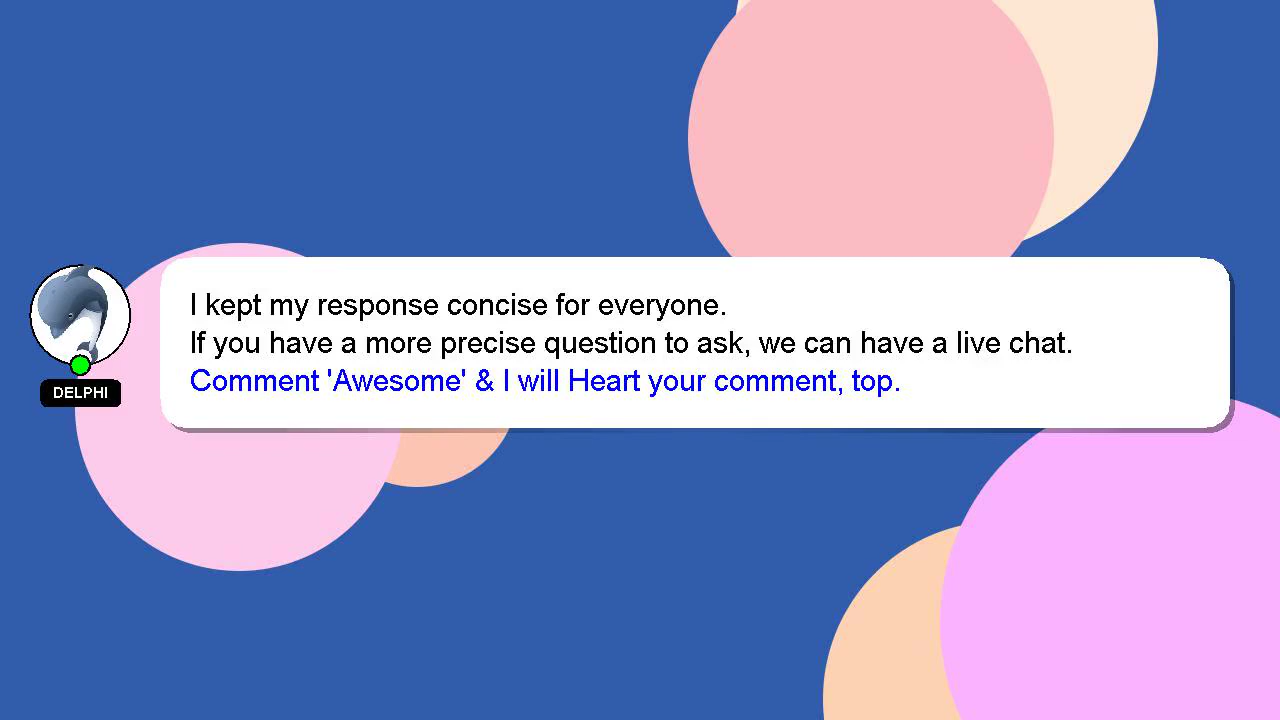 I kept my response concise for everyone.
If you have a more precise question to ask, we can have a live chat.
Comment 'Awesome' & I will Heart your comment, top.
DELPHI